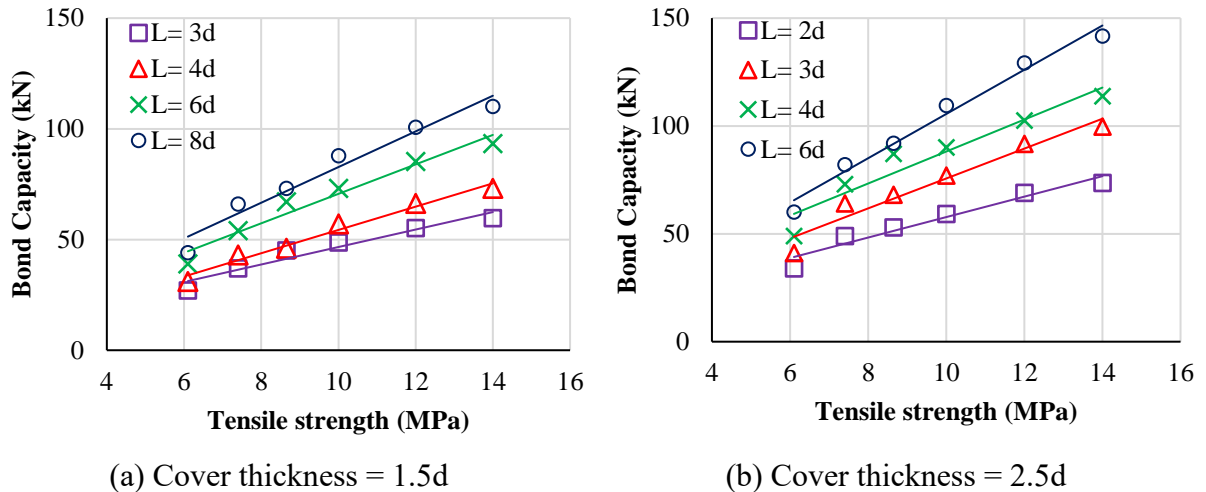 150
100
50
0
Bond Capacity (kN)
L= 3d
L= 4d
L= 6d
L= 8d
4 6 8 10 12 14 16
Tensile strength (MPa)
(a) Cover thickness = 1.5d
150
100
50
0
Bond Capacity (kN)
L= 2d
L= 3d
L= 4d
L= 6d
4 6 8 10 12 14 16
Tensile strength (MPa)
(b) Cover thickness = 2.5d